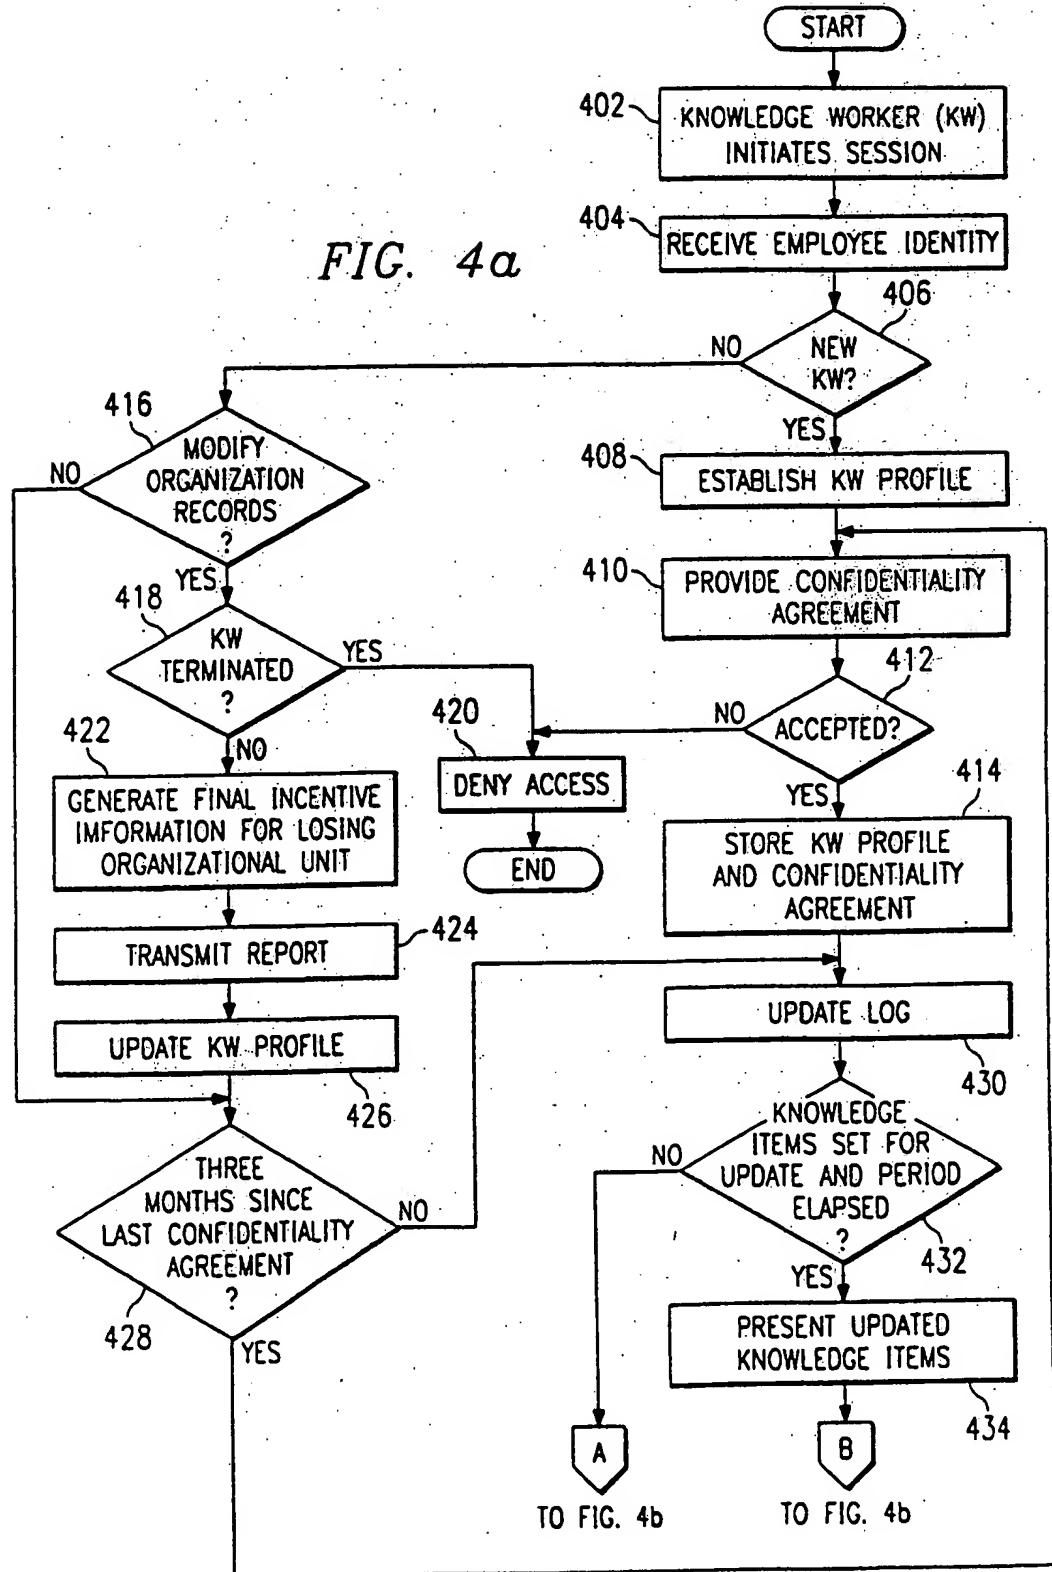 START
402
KNOWLEDGE WORKER (KW)
INITIATES SESSION
404
RECEIVE EMPLOYEE IDENTITY
FIG. 4a
406
NEW
KW?
NO
YES
416
MODIFY
ORGANIZATION
RECORDS
?
NO
YES
408
ESTABLISH KW PROFILE
410
PROVIDE CONFIDENTIALITY
AGREEMENT
418
KW
TERMINATED
?
YES
NO
412
ACCEPTED?
NO
YES
420
DENY ACCESS
END
422
GENERATE FINAL INCENTIVE
IMFORMATION FOR LOSING
ORGANIZATIONAL UNIT
414
STORE KW PROFILE
AND CONFIDENTIALITY
AGREEMENT
TRANSMIT REPORT
424
UPDATE KW PROFILE
426
UPDATE LOG
430
THREE
MONTHS SINCE
LAST CONFIDENTIALITY
AGREEMENT
?
NO
428
YES
KNOWLEDGE
ITEMS SET FOR
UPDATE AND PERIOD
ELAPSED
?
NO
432
YES
PRESENT UPDATED
KNOWLEDGE ITEMS
434
A
TO FIG. 4b
B
TO FIG. 4b